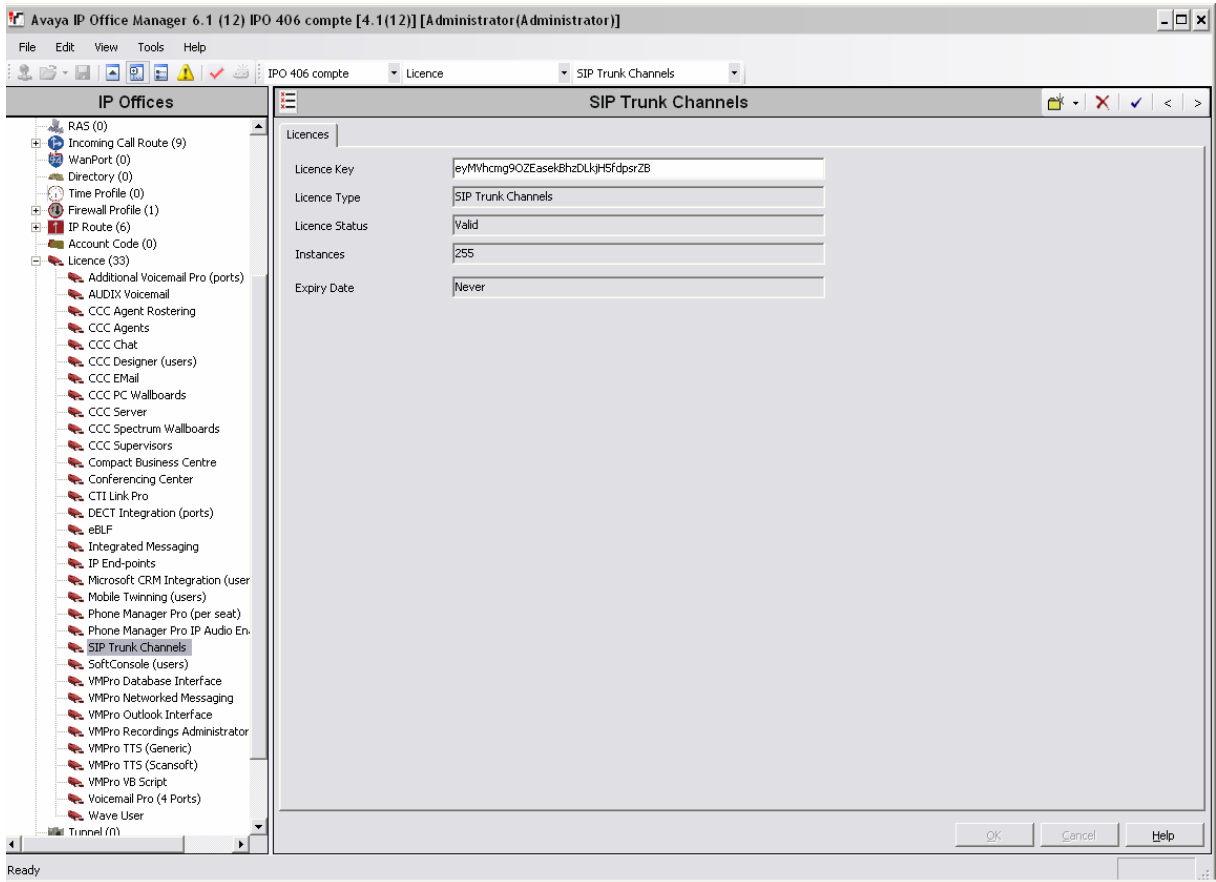 Avaya IP Office Manager 6.1 (12) IPO 406 compte [4.1(12)] [Administrator(Administrator)]
File Edit View Tools Help
IPO 406 compte Licence SIP Trunk Channels
IP Offices
SIP Trunk Channels
RAS (0)
Incoming Call Route (9)
WanPort (0)
Directory (0)
Time Profile (0)
Firewall Profile (1)
IP Route (6)
Account Code (0)
Licence (33)
Additional Voicemail Pro (ports)
AUDIX Voicemail
CCC Agent Rostering
CCC Agents
CCC Chat
CCC Designer (users)
CCC EMail
CCC PC Wallboards
CCC Server
CCC Spectrum Wallboards
CCC Supervisors
Compact Business Centre
Conferencing Center
CTI Link Pro
DECT Integration (ports)
eBLF
Integrated Messaging
IP End-points
Microsoft CRM Integration (user
Mobile Twinning (users)
Phone Manager Pro (per seat)
Phone Manager Pro IP Audio En
SIP Trunk Channels
SoftConsole (users)
VMPro Database Interface
VMPro Networked Messaging
VMPro Outlook Interface
VMPro Recordings Administrator
VMPro TTS (Generic)
VMPro TTS (Scansoft)
VMPro VB Script
Voicemail Pro (4 Ports)
Wave User
Tunnel (0)
Licences
Licence Key eyMVhcmg9OZEasekBhzDLkjH5fdpsrZB
Licence Type SIP Trunk Channels
Licence Status Valid
Instances 255
Expiry Date Never
OK Cancel Help
Ready